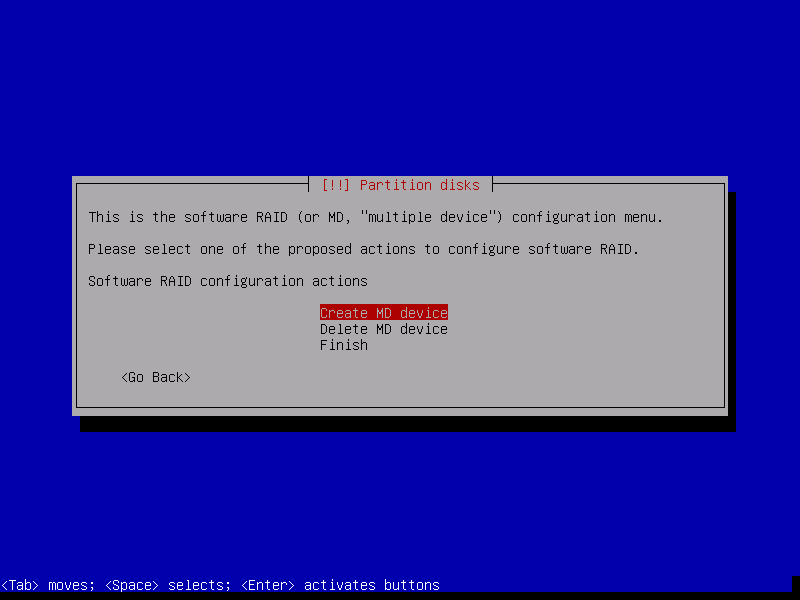 [!!] Partition disks
This is the software RAID (or MD, "multiple device") configuration menu.
Please select one of the proposed actions to configure software RAID.
Software RAID configuration actions
Create MD device
Delete MD device
Finish
<Go Back>
<Tab> moves; <Space> selects; <Enter> activates buttons